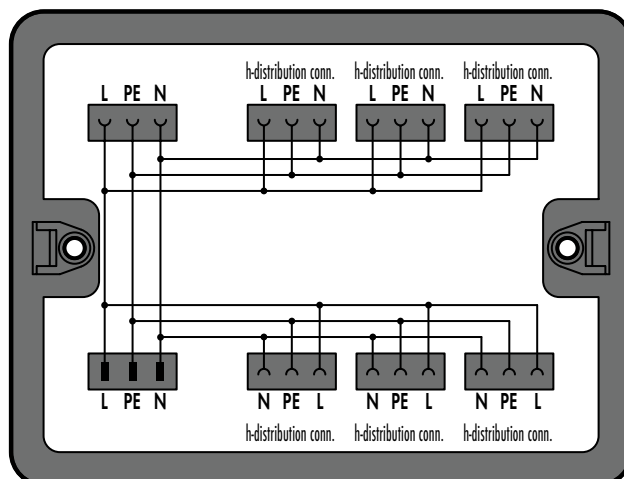 h-distribution conn. h-distribution conn. h-distribution conn.
L PE N L PE N L PE N L PE N
L PE N N PE L N PE L N PE L
h-distribution conn. h-distribution conn. h-distribution conn.